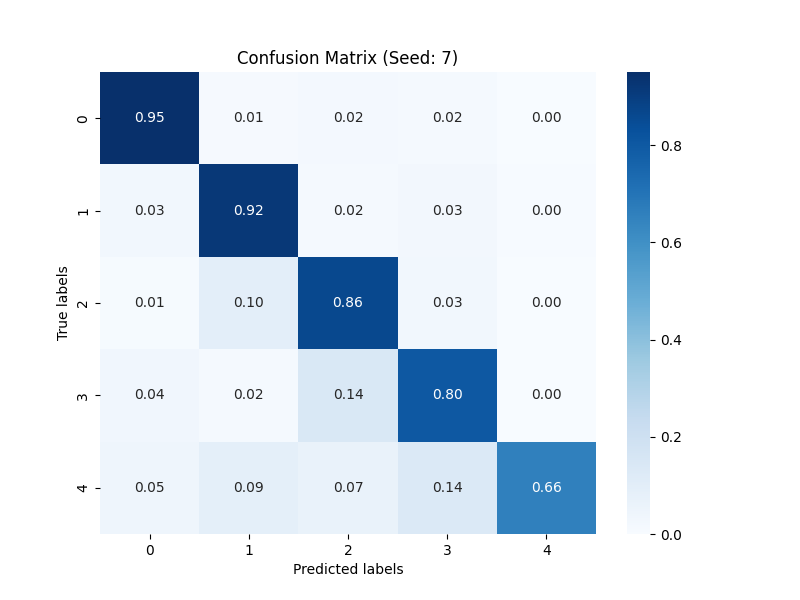 Confusion Matrix (Seed: 7)
0 0.95 0.01 0.02 0.02 0.00
1 0.03 0.92 0.02 0.03 0.00
2 0.01 0.10 0.86 0.03 0.00
3 0.04 0.02 0.14 0.80 0.00
4 0.05 0.09 0.07 0.14 0.66
0 1 2 3 4
Predicted labels
True labels
0.8
0.6
0.4
0.2
0.0